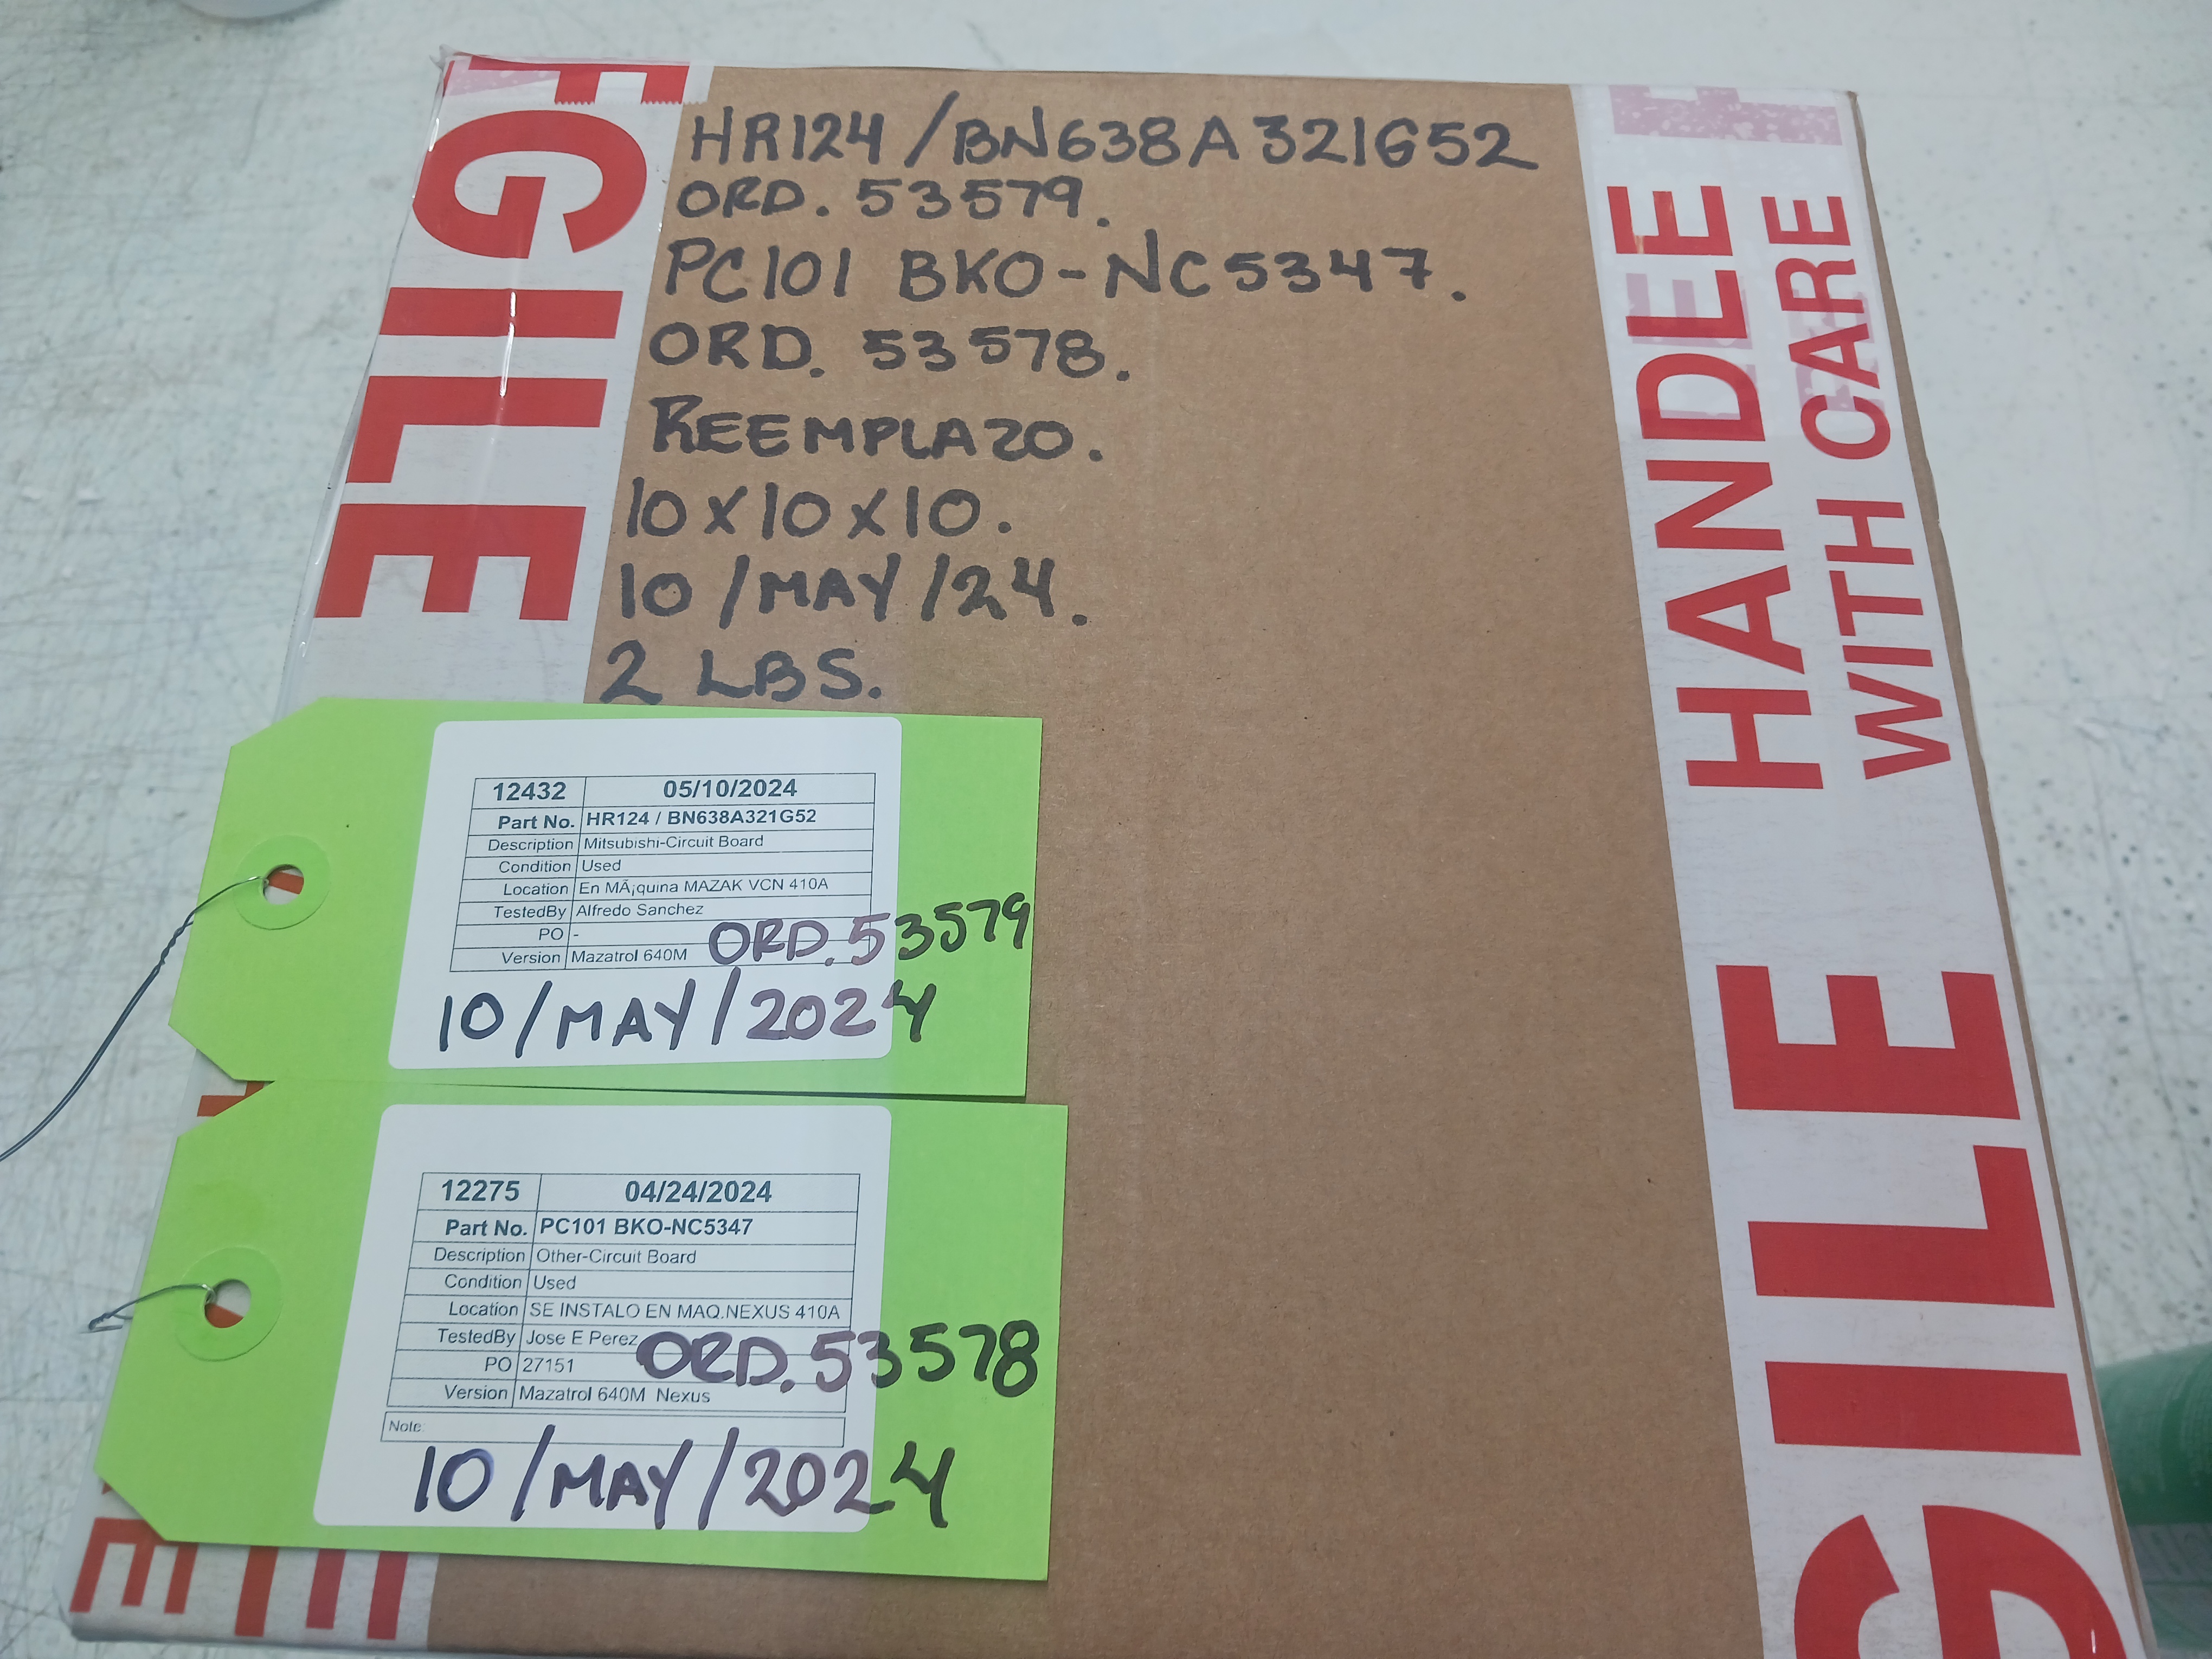 HR124 / BN638A321G52
ORD. 53579.
PC101 BKO-NC5347.
ORD. 53578.
REEMPLAZO.
10 x 10 x 10.
10 / MAY / 24.
2 LBS.
12432 05/10/2024
Part No. HR124 / BN638A321G52
Description Mitsubishi-Circuit Board
Condition Used
Location En MÃ¡quina MAZAK VCN 410A
TestedBy Alfredo Sanchez
PO -
Version Mazatrol 640M
ORD. 53579
10 / MAY / 2024
12275 04/24/2024
Part No. PC101 BKO-NC5347
Description Other-Circuit Board
Condition Used
Location SE INSTALO EN MAQ.NEXUS 410A
TestedBy Jose E Perez
PO 27151
Version Mazatrol 640M Nexus
Note:
ORD. 53578
10 / MAY / 2024
GILE
HANDEE
WITH CARE
GILE